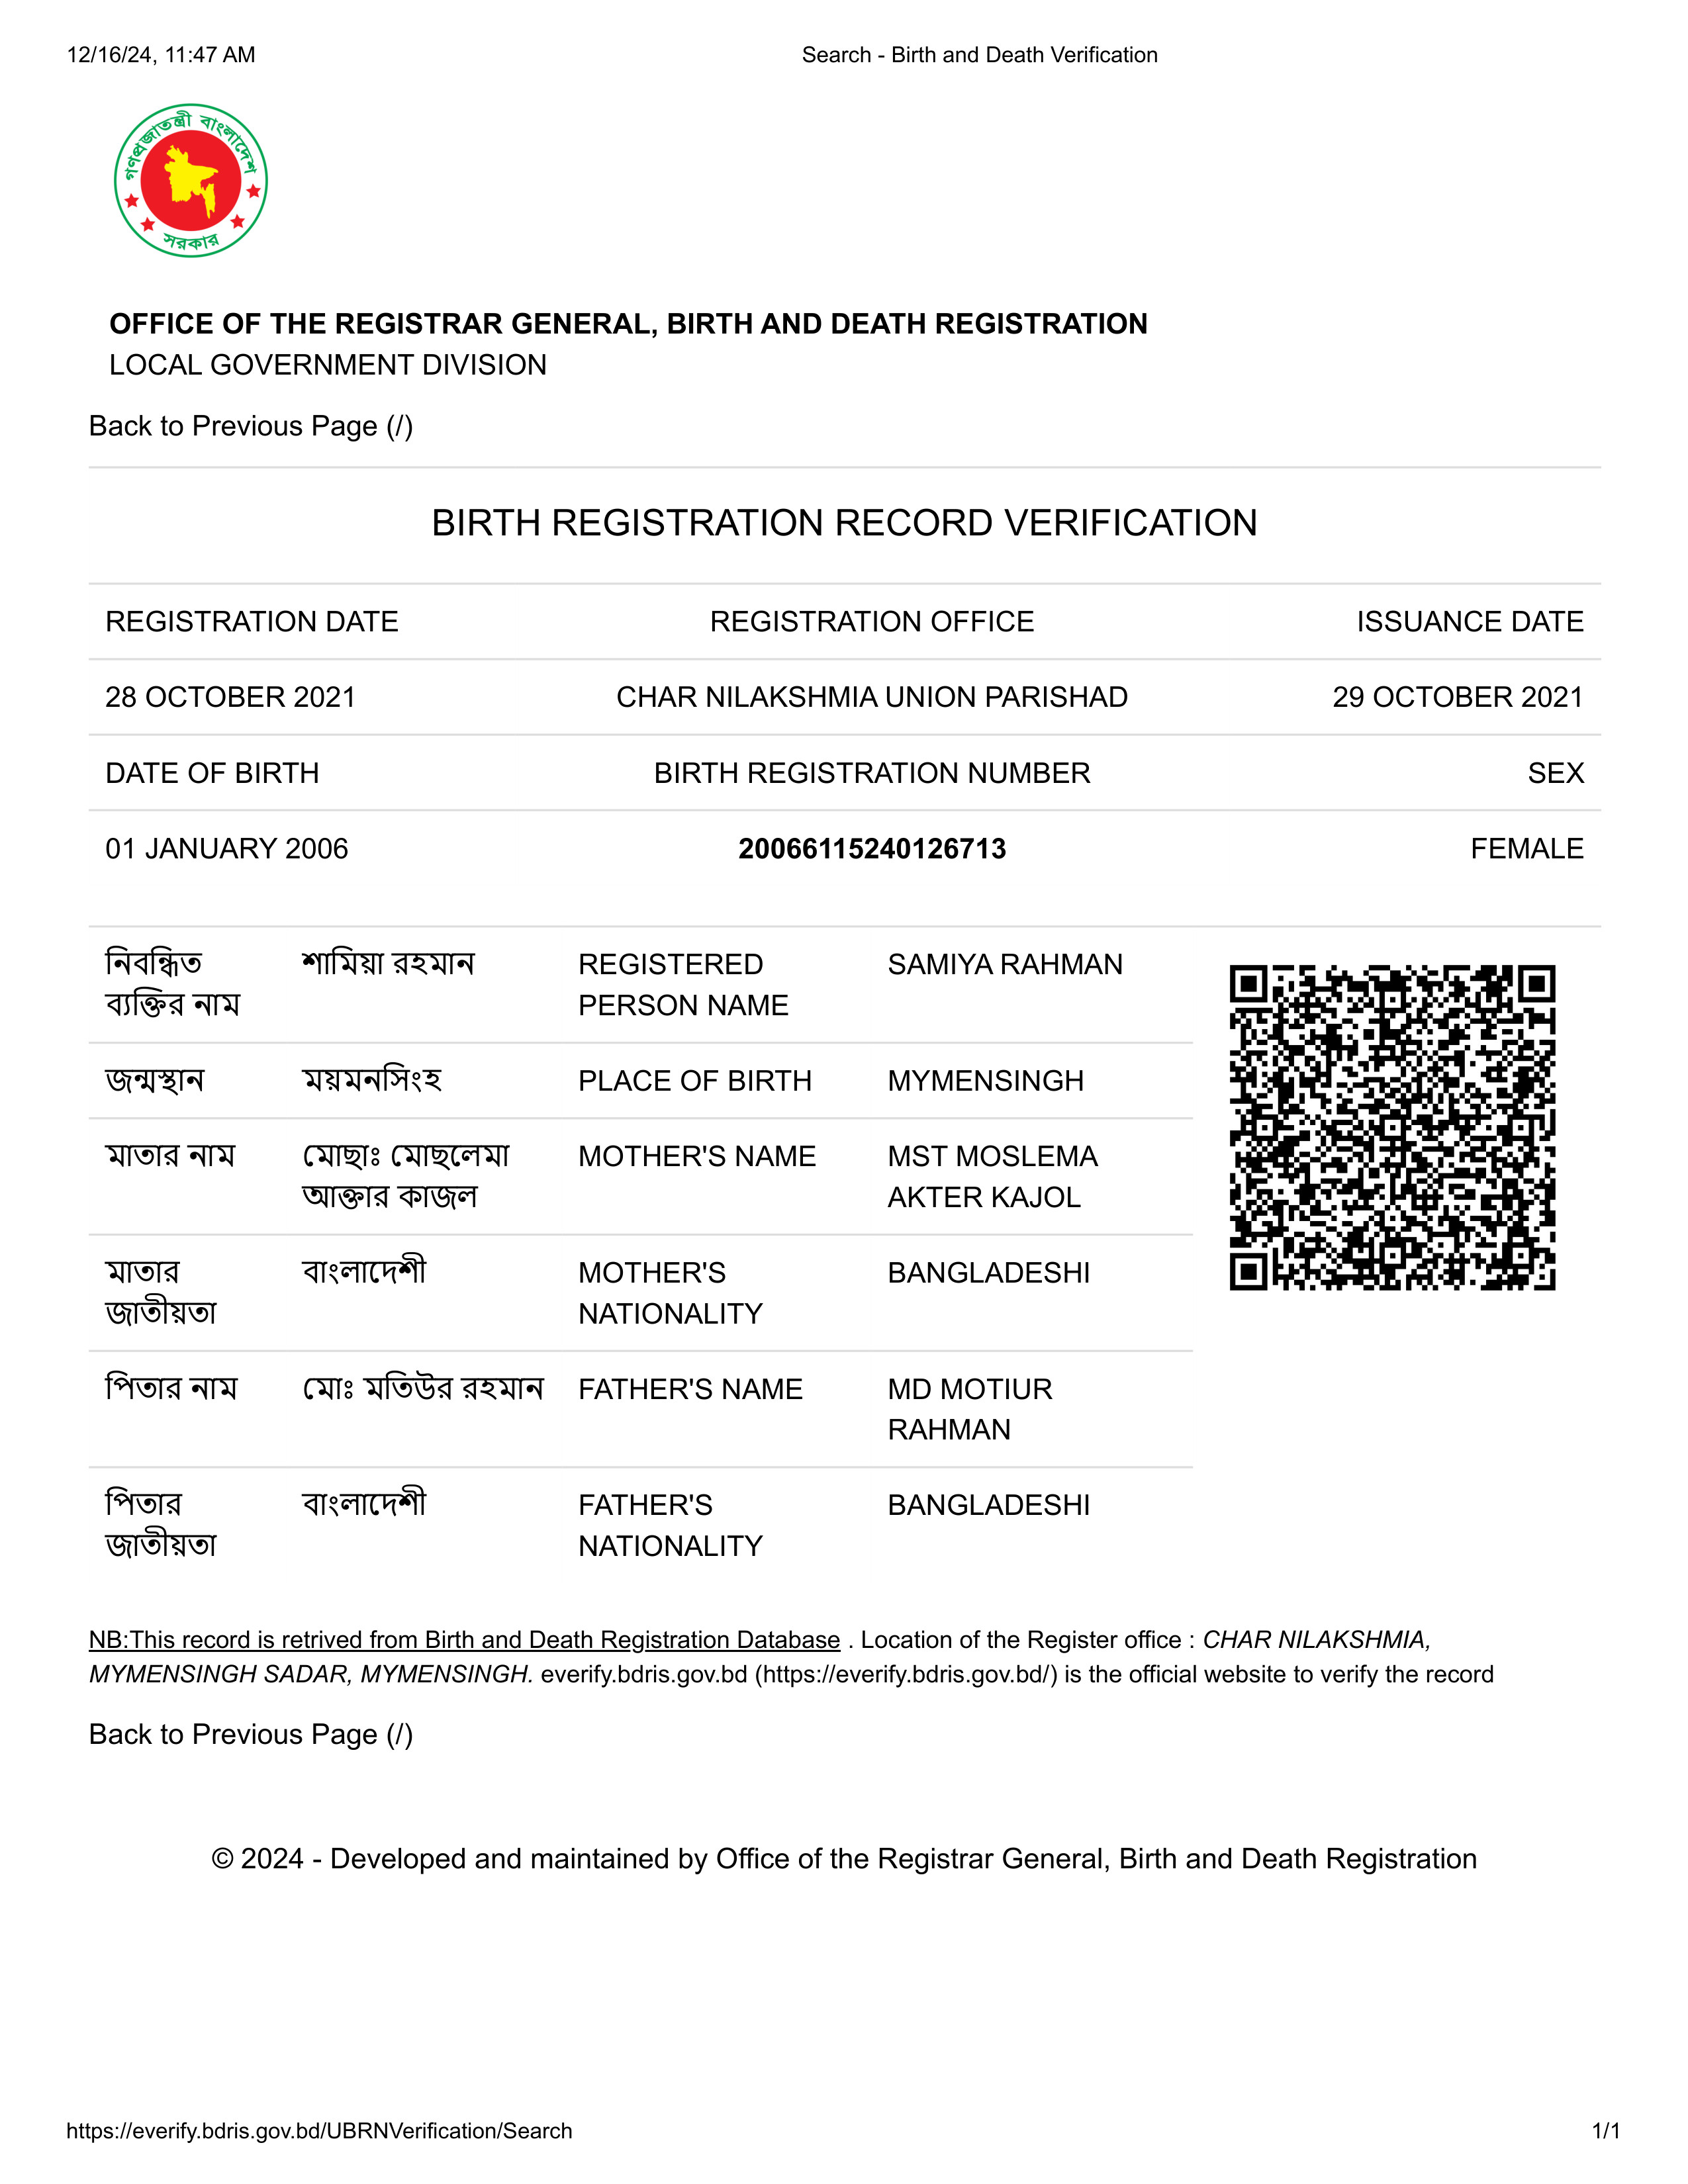 12/16/24, 11:47 AM Search - Birth and Death Verification
গণপ্রজাতন্ত্রী বাংলাদেশ
সরকার
OFFICE OF THE REGISTRAR GENERAL, BIRTH AND DEATH REGISTRATION
LOCAL GOVERNMENT DIVISION
Back to Previous Page (/)
BIRTH REGISTRATION RECORD VERIFICATION
REGISTRATION DATE REGISTRATION OFFICE ISSUANCE DATE
28 OCTOBER 2021 CHAR NILAKSHMIA UNION PARISHAD 29 OCTOBER 2021
DATE OF BIRTH BIRTH REGISTRATION NUMBER SEX
01 JANUARY 2006 20066115240126713 FEMALE
নিবন্ধিত শামিয়া রহমান REGISTERED SAMIYA RAHMAN
ব্যক্তির নাম PERSON NAME
জন্মস্থান ময়মনসিংহ PLACE OF BIRTH MYMENSINGH
মাতার নাম মোছাঃ মোছলেমা MOTHER'S NAME MST MOSLEMA
আক্তার কাজল AKTER KAJOL
মাতার বাংলাদেশী MOTHER'S BANGLADESHI
জাতীয়তা NATIONALITY
পিতার নাম মোঃ মতিউর রহমান FATHER'S NAME MD MOTIUR
RAHMAN
পিতার বাংলাদেশী FATHER'S BANGLADESHI
জাতীয়তা NATIONALITY
NB:This record is retrived from Birth and Death Registration Database . Location of the Register office : CHAR NILAKSHMIA,
MYMENSINGH SADAR, MYMENSINGH. everify.bdris.gov.bd (https://everify.bdris.gov.bd/) is the official website to verify the record
Back to Previous Page (/)
© 2024 - Developed and maintained by Office of the Registrar General, Birth and Death Registration
https://everify.bdris.gov.bd/UBRNVerification/Search 1/1